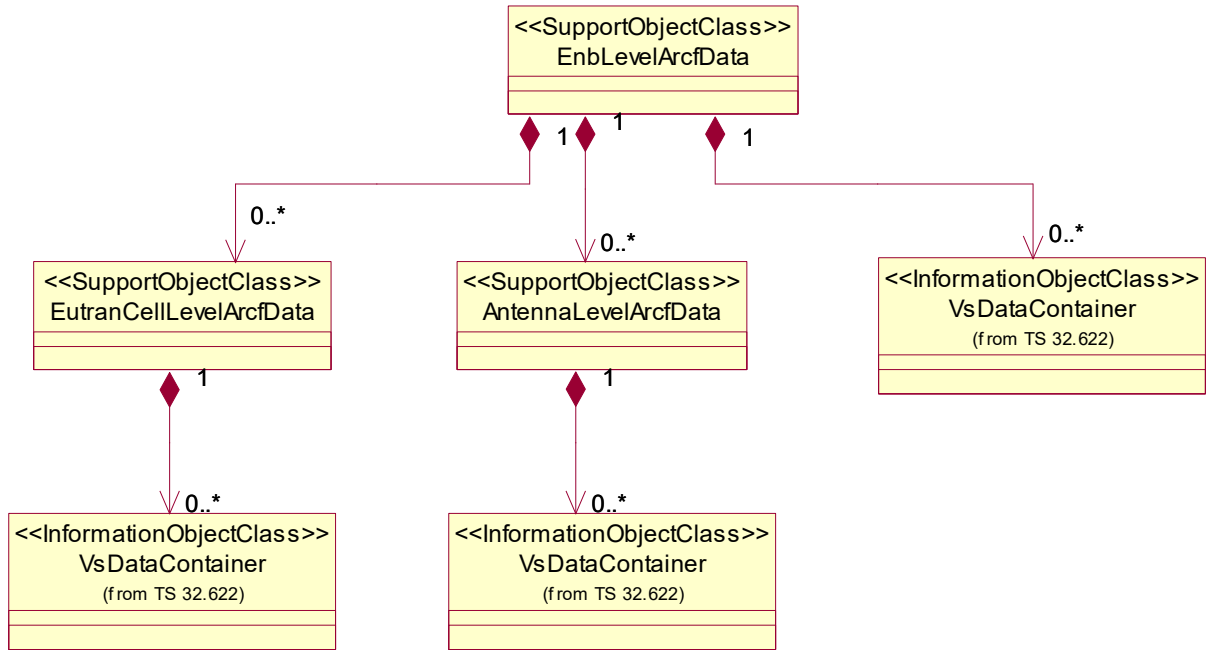 <<SupportObjectClass>>
EnbLevelArcfData
1
1
1
0..*
0..*
0..*
<<SupportObjectClass>>
EutranCellLevelArcfData
<<SupportObjectClass>>
AntennaLevelArcfData
<<InformationObjectClass>>
VsDataContainer
(from TS 32.622)
1
1
0..*
0..*
<<InformationObjectClass>>
VsDataContainer
(from TS 32.622)
<<InformationObjectClass>>
VsDataContainer
(from TS 32.622)